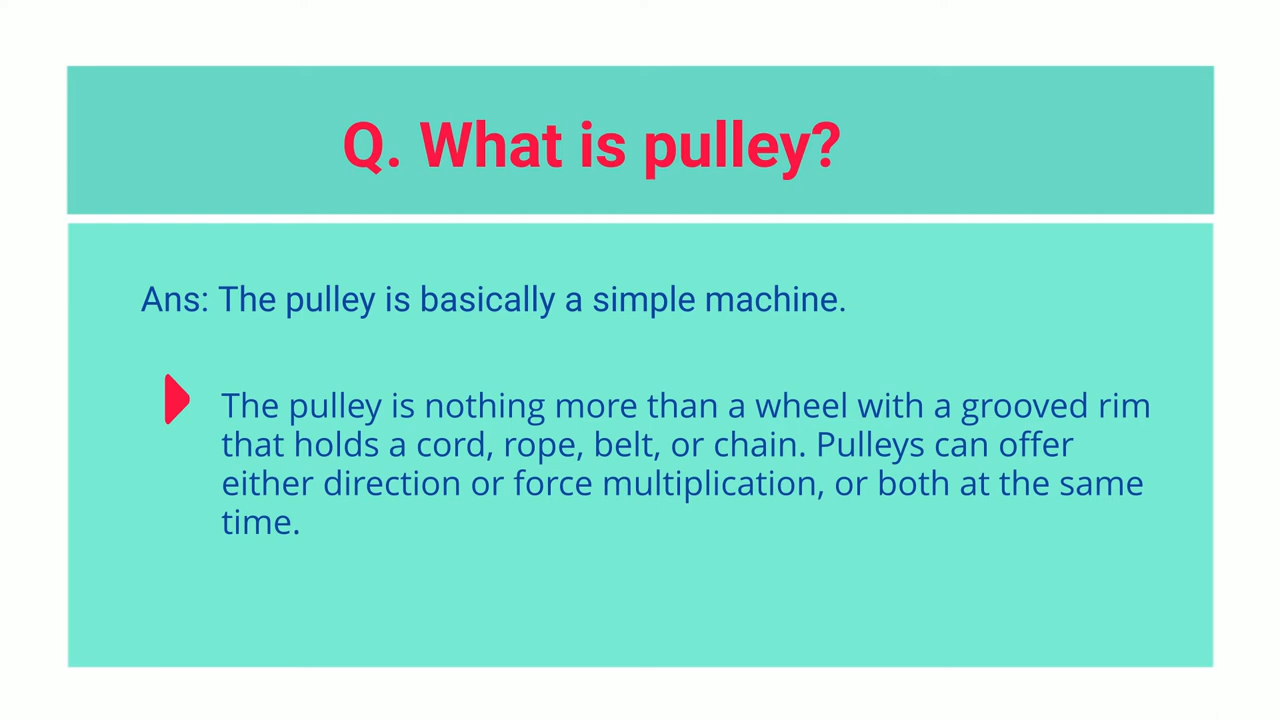 Q. What is pulley?
Ans: The pulley is basically a simple machine.
The pulley is nothing more than a wheel with a grooved rim
that holds a cord, rope, belt, or chain. Pulleys can offer
either direction or force multiplication, or both at the same
time.